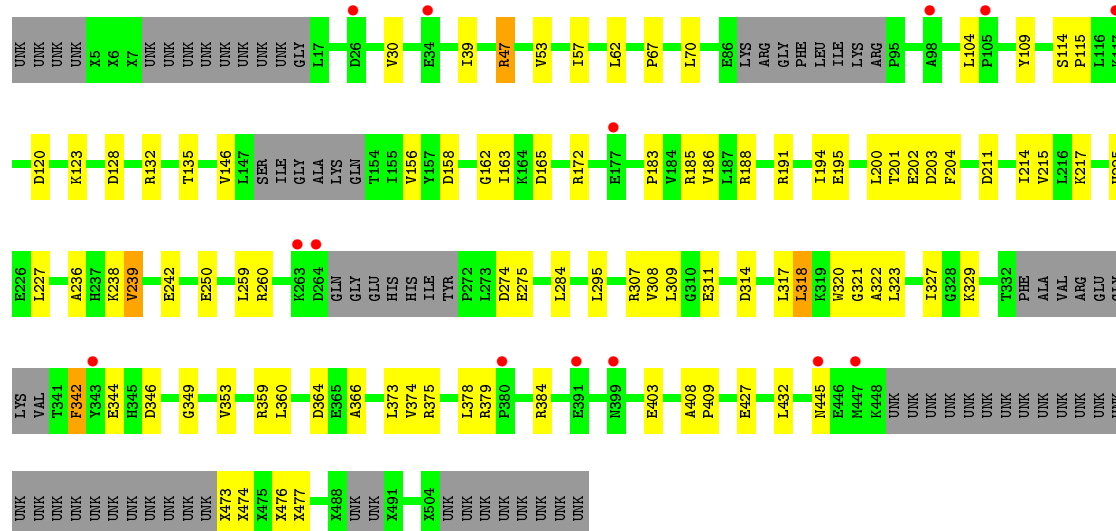 UNK UNK UNK UNK X5 X6 X7 UNK UNK UNK UNK UNK UNK UNK UNK GLY L17 D26 V30 E34 I39 R47 V53 I57 L62 P67 L70 E86 LYS ARG GLY PHE LEU ILE LYS ARG P95 A98 L104 P105 Y109 S114 P115 L116 K117
D120 K123 D128 R132 T135 V146 L147 SER ILE GLY ALA LYS GLN T154 I155 V156 Y157 D158 G162 I163 K164 D165 R172 E177 P183 V184 R185 V186 L187 R188 R191 I194 E195 L200 T201 E202 D203 F204 D211 I214 V215 L216 K217
E226 L227 A236 H237 K238 V239 E242 E250 L259 R260 K263 D264 GLN GLY GLU HIS HIS ILE TYR P272 L273 D274 E275 L284 L295 R307 V308 L309 G310 E311 D314 L317 L318 K319 W320 G321 A322 L323 I327 G328 K329 T332 PHE ALA VAL ARG GLU
LYS VAL T341 F342 Y343 E344 H345 D346 G349 V353 R359 L360 D364 E365 A366 L373 V374 R375 L378 R379 P380 R384 E391 N399 E403 A408 P409 E427 L432 N445 E446 M447 K448 UNK UNK UNK UNK UNK UNK UNK UNK UNK UNK UNK
UNK UNK UNK UNK UNK UNK UNK UNK UNK UNK UNK X473 X474 X475 X476 X477 X488 UNK UNK X491 X504 UNK UNK UNK UNK UNK UNK UNK